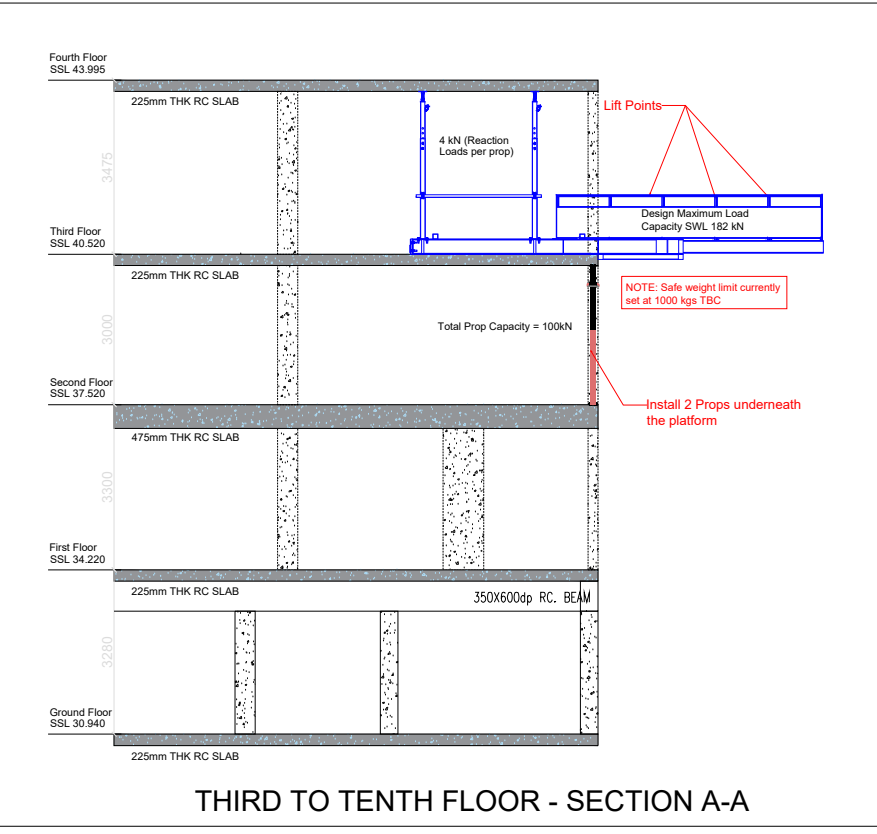 Fourth Floor
SSL 43.995
225mm THK RC SLAB
Lift Points
3475
4 kN (Reaction
Loads per prop)
Design Maximum Load
Capacity SWL 182 kN
Third Floor
SSL 40.520
225mm THK RC SLAB
NOTE: Safe weight limit currently
set at 1000 kgs TBC
3000
Total Prop Capacity = 100kN
Second Floor
SSL 37.520
Install 2 Props underneath
the platform
475mm THK RC SLAB
3300
First Floor
SSL 34.220
225mm THK RC SLAB
350X600dp RC. BEAM
3280
Ground Floor
SSL 30.940
225mm THK RC SLAB
THIRD TO TENTH FLOOR - SECTION A-A